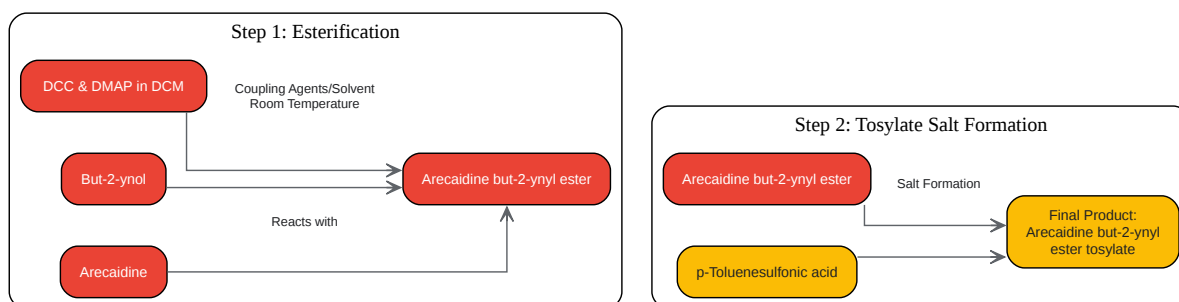 Step 1: Esterification
DCC & DMAP in DCM
Coupling Agents/Solvent
Room Temperature
But-2-ynol
Arecaidine but-2-ynyl ester
Reacts with
Arecaidine
Step 2: Tosylate Salt Formation
Arecaidine but-2-ynyl ester
Salt Formation
Final Product:
Arecaidine but-2-ynyl
ester tosylate
p-Toluenesulfonic acid